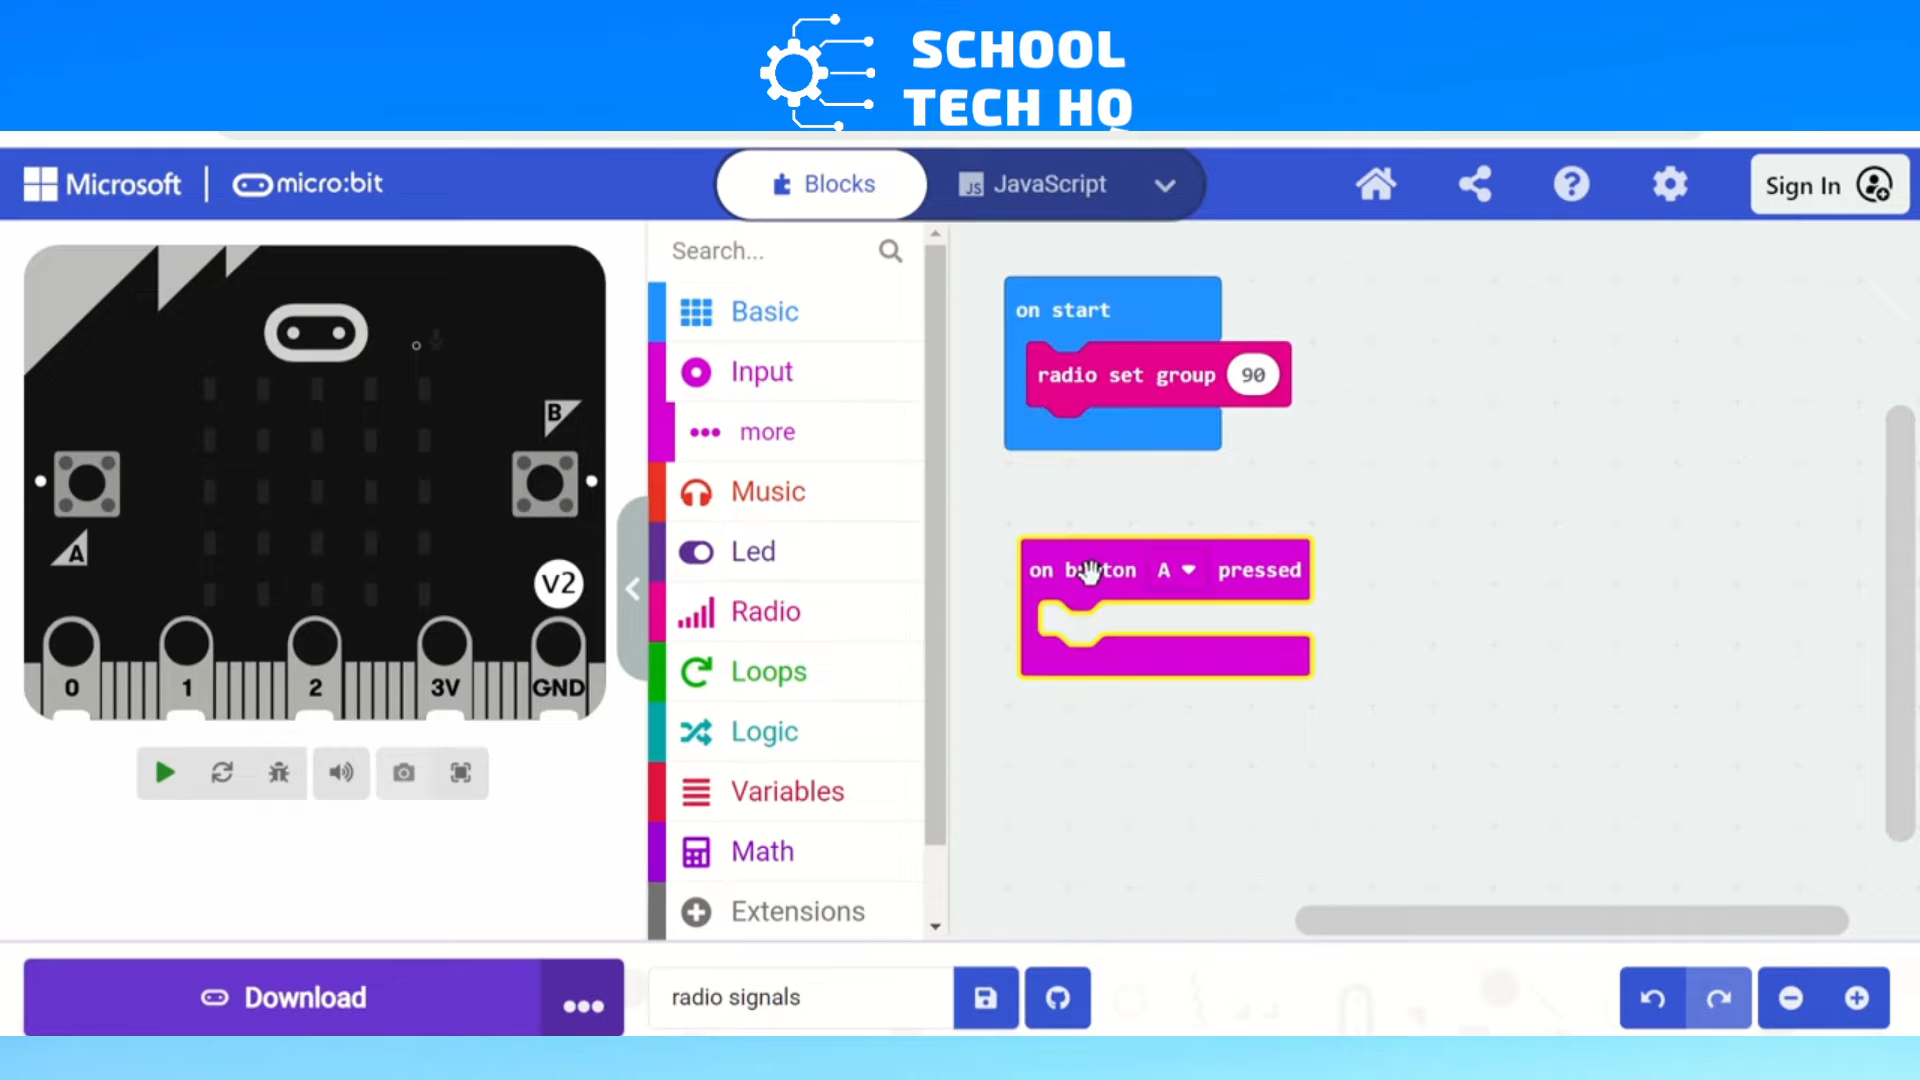 SCHOOL
TECH HQ
Microsoft
micro:bit
Blocks
JS JavaScript
Sign In
Search...
Basic
Input
more
Music
Led
Radio
Loops
Logic
Variables
Math
Extensions
B
A
V2
0 1 2 3V GND
on start
radio set group 90
on button A pressed
Download
radio signals